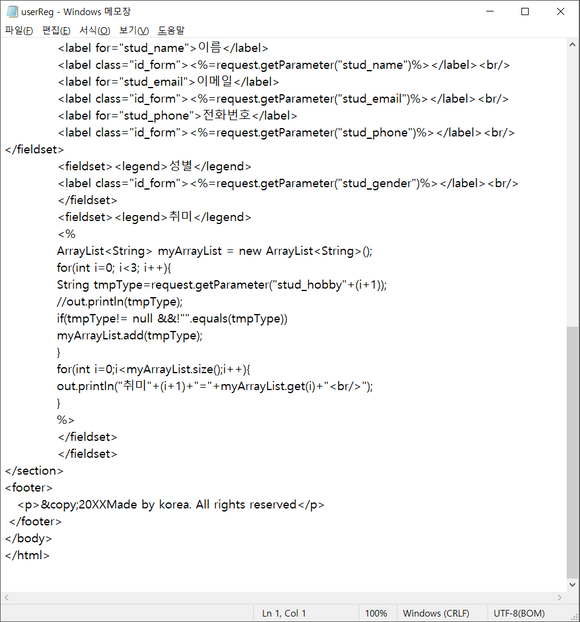 userReg - Windows 메모장
파일(F) 편집(E) 서식(O) 보기(V) 도움말
<label for="stud_name">이름</label>
<label class="id_form"><%=request.getParameter("stud_name")%></label><br/>
<label for="stud_email">이메일</label>
<label class="id_form"><%=request.getParameter("stud_email")%></label><br/>
<label for="stud_phone">전화번호</label>
<label class="id_form"><%=request.getParameter("stud_phone")%></label><br/>
</fieldset>
<fieldset><legend>성별</legend>
<label class="id_form"><%=request.getParameter("stud_gender")%></label><br/>
</fieldset>
<fieldset><legend>취미</legend>
<%
ArrayList<String> myArrayList = new ArrayList<String>();
for(int i=0; i<3; i++){
String tmpType=request.getParameter("stud_hobby"+(i+1));
//out.println(tmpType);
if(tmpType!= null &&!"".equals(tmpType))
myArrayList.add(tmpType);
}
for(int i=0;i<myArrayList.size();i++){
out.println("취미"+(i+1)+"="+myArrayList.get(i)+"<br/>");
}
%>
</fieldset>
</fieldset>
</section>
<footer>
<p>&copy;20XXMade by korea. All rights reserved</p>
</footer>
</body>
</html>
Ln 1, Col 1 100% Windows (CRLF) UTF-8(BOM)